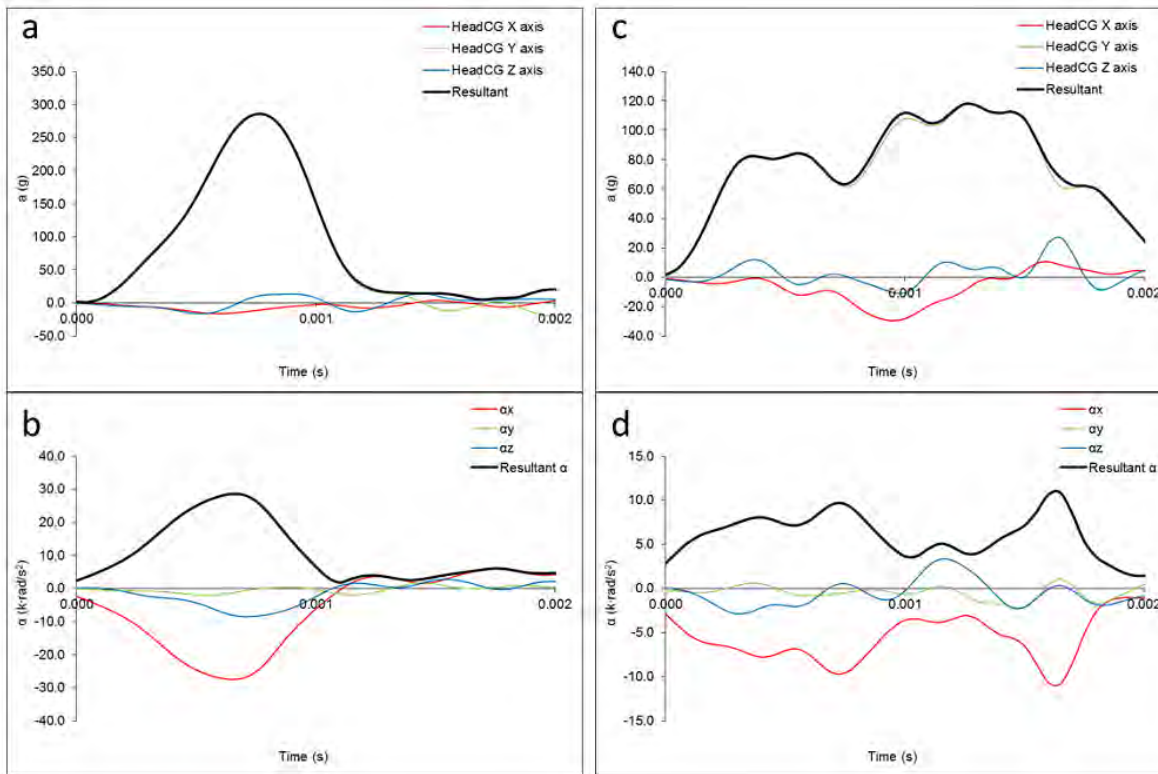 a
HeadCG X axis
HeadCG Y axis
HeadCG Z axis
Resultant
350.0
300.0
250.0
200.0
150.0
100.0
50.0
0.0
-50.0
a (g)
0.000
0.001
0.002
Time (s)
c
HeadCG X axis
HeadCG Y axis
HeadCG Z axis
Resultant
140.0
120.0
100.0
80.0
60.0
40.0
20.0
0.0
-20.0
-40.0
a (g)
0.000
0.001
0.002
Time (s)
b
αx
αy
αz
Resultant α
40.0
30.0
20.0
10.0
0.0
-10.0
-20.0
-30.0
-40.0
α (k·rad/s²)
0.000
0.001
0.002
Time (s)
d
αx
αy
αz
Resultant α
15.0
10.0
5.0
0.0
-5.0
-10.0
-15.0
α (k·rad/s²)
0.000
0.001
0.002
Time (s)